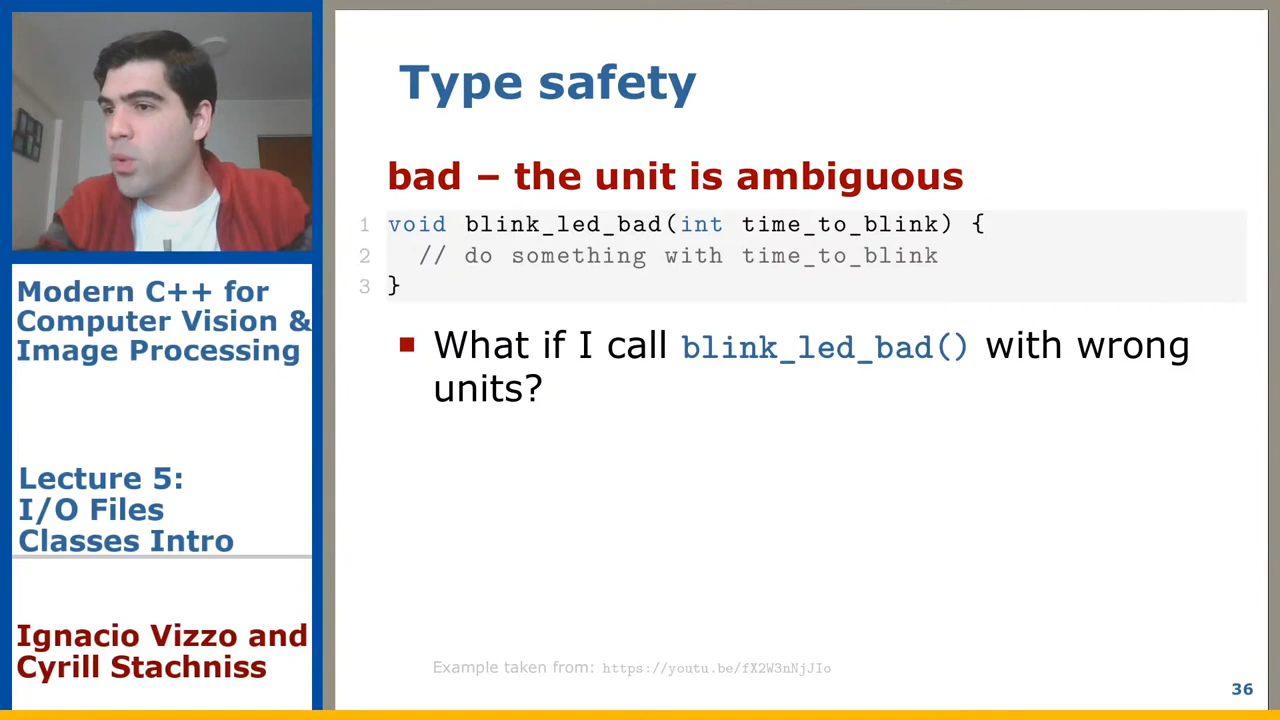 Type safety
bad – the unit is ambiguous
1 void blink_led_bad(int time_to_blink) {
2 // do something with time_to_blink
3 }
What if I call blink_led_bad() with wrong
units?
Example taken from: https://youtu.be/fX2W3nNjJIo
36
Modern C++ for
Computer Vision &
Image Processing
Lecture 5:
I/O Files
Classes Intro
Ignacio Vizzo and
Cyrill Stachniss